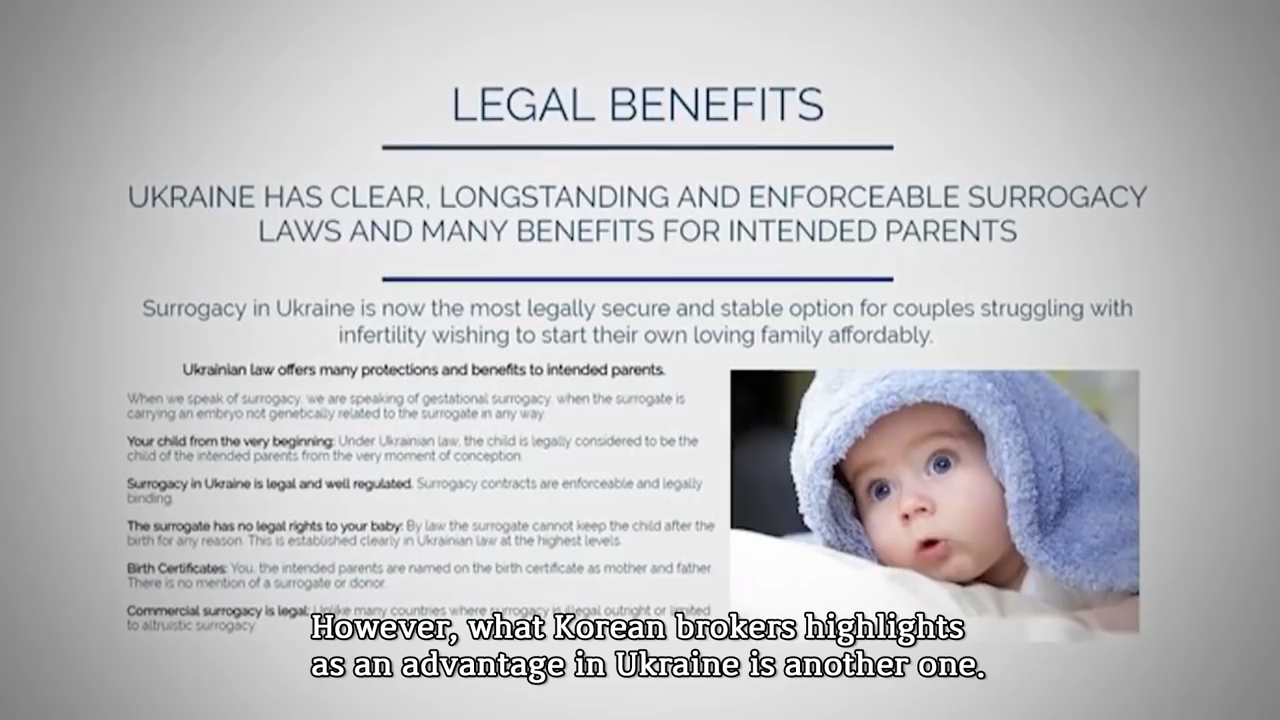 LEGAL BENEFITS
UKRAINE HAS CLEAR, LONGSTANDING AND ENFORCEABLE SURROGACY
LAWS AND MANY BENEFITS FOR INTENDED PARENTS
Surrogacy in Ukraine is now the most legally secure and stable option for couples struggling with
infertility wishing to start their own loving family affordably.
Ukrainian law offers many protections and benefits to intended parents.
When we speak of surrogacy, we are speaking of gestational surrogacy, when the surrogate is
carrying an embryo not genetically related to the surrogate in any way.
Your child from the very beginning: Under Ukrainian law, the child is legally considered to be the
child of the intended parents from the very moment of conception.
Surrogacy in Ukraine is legal and well regulated. Surrogacy contracts are enforceable and legally
binding.
The surrogate has no legal rights to your baby: By law the surrogate cannot keep the child after the
birth for any reason. This is established clearly in Ukrainian law at the highest levels.
Birth Certificates: You, the intended parents are named on the birth certificate as mother and father.
There is no mention of a surrogate or donor.
Commercial surrogacy is legal: Unlike many countries where surrogacy is illegal outright or limited
to altruistic surrogacy.
However, what Korean brokers highlights
as an advantage in Ukraine is another one.